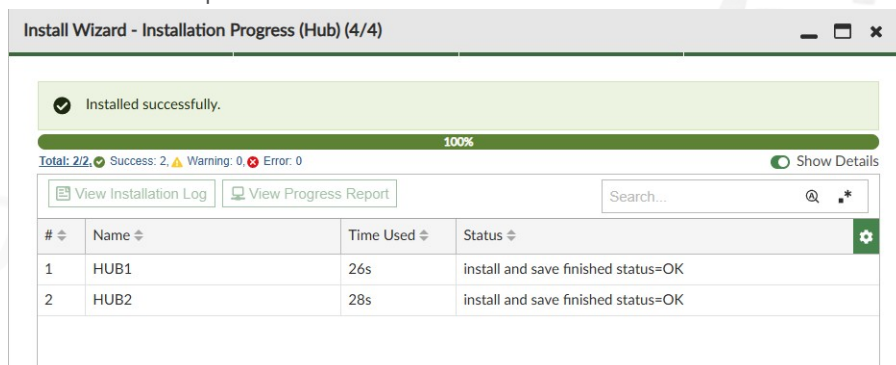 Install Wizard - Installation Progress (Hub) (4/4)
Installed successfully.
100%
Total: 2/2, Success: 2, Warning: 0, Error: 0 Show Details
View Installation Log View Progress Report Search...
# Name Time Used Status
1 HUB1 26s install and save finished status=OK
2 HUB2 28s install and save finished status=OK